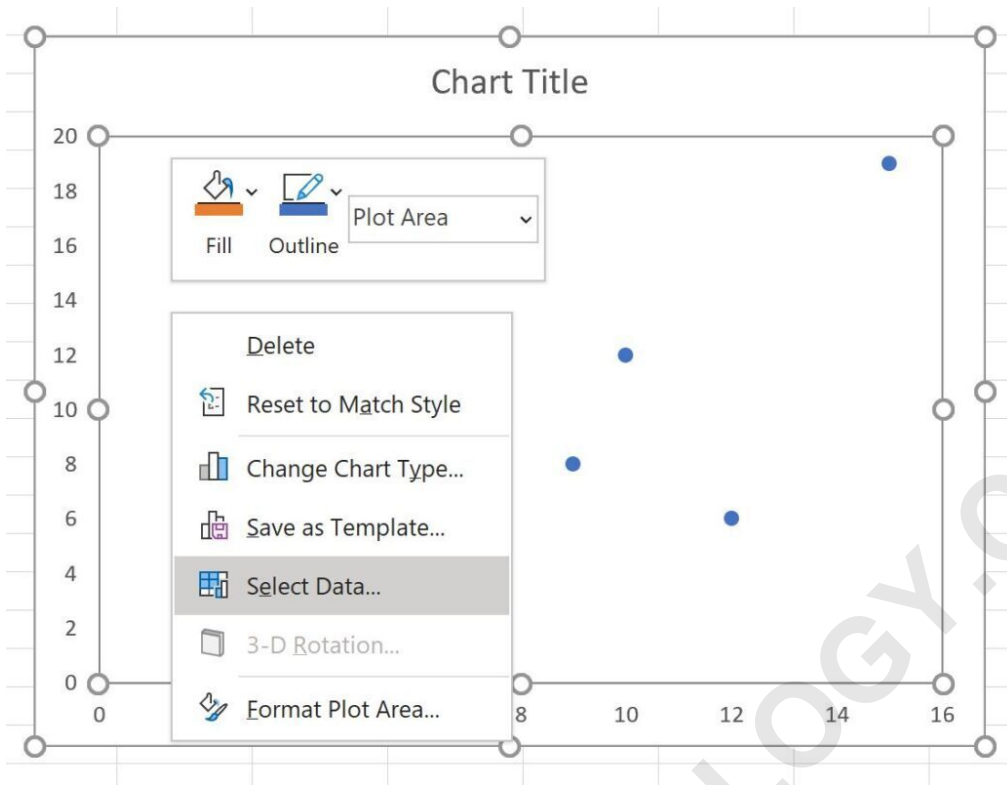 Chart Title
20
18
16
14
12
10
8
6
4
2
0
Fill
Outline
Plot Area
Delete
Reset to Match Style
Change Chart Type...
Save as Template...
Select Data...
3-D Rotation...
Format Plot Area...
0 8 10 12 14 16
LOGY.